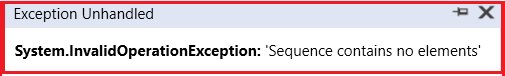 Exception Unhandled
System.InvalidOperationException: 'Sequence contains no elements'